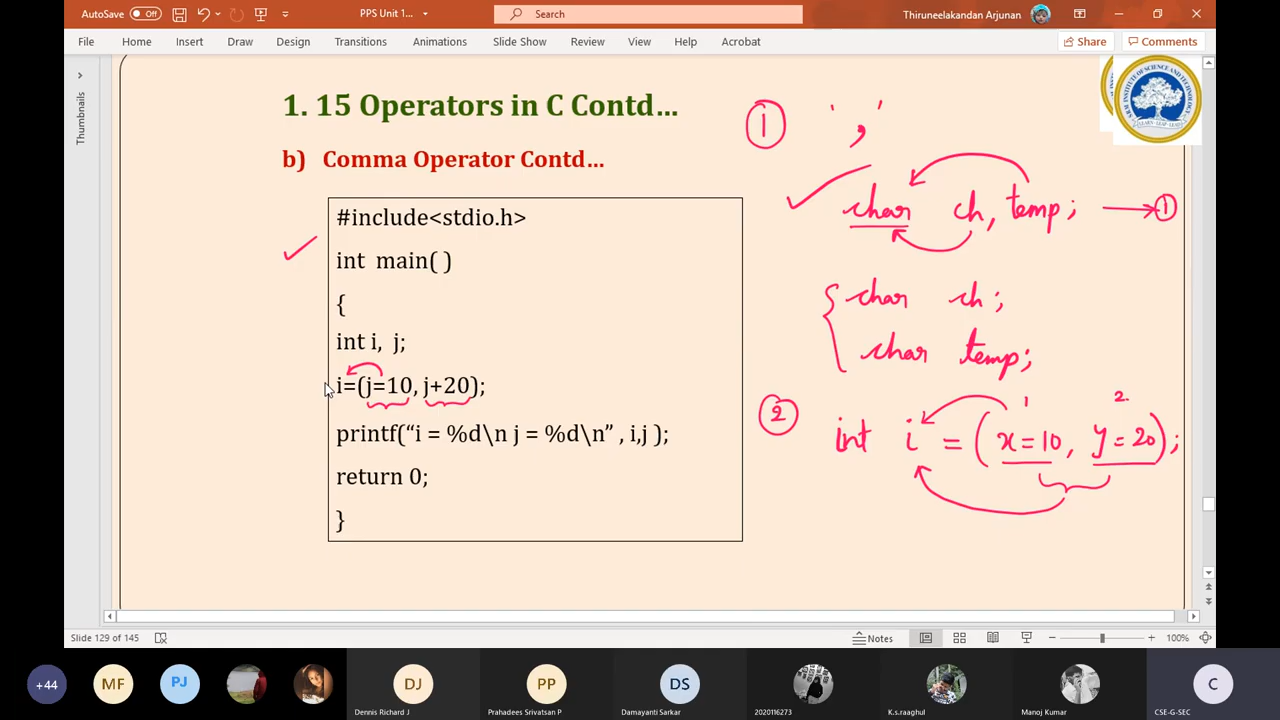 AutoSave Off PPS Unit 1... Search Thiruneelakandan Arjunan
File Home Insert Draw Design Transitions Animations Slide Show Review View Help Acrobat Share Comments
Thumbnails
1. 15 Operators in C Contd...
b) Comma Operator Contd...
#include<stdio.h>
int main( )
{
int i, j;
i=(j=10, j+20);
printf("i = %d\n j = %d\n" , i,j );
return 0;
}
① ' , '
char ch, temp; → ①
{ char ch;
char temp;
1 2.
② int i = (x=10, y=20);
Slide 129 of 145 Notes 100%
+44 MF PJ DJ PP DS C
Dennis Richard J Prahadees Srivatsan P Damayanti Sarkar 2020116273 K.s.raaghul Manoj Kumar CSE-G-SEC